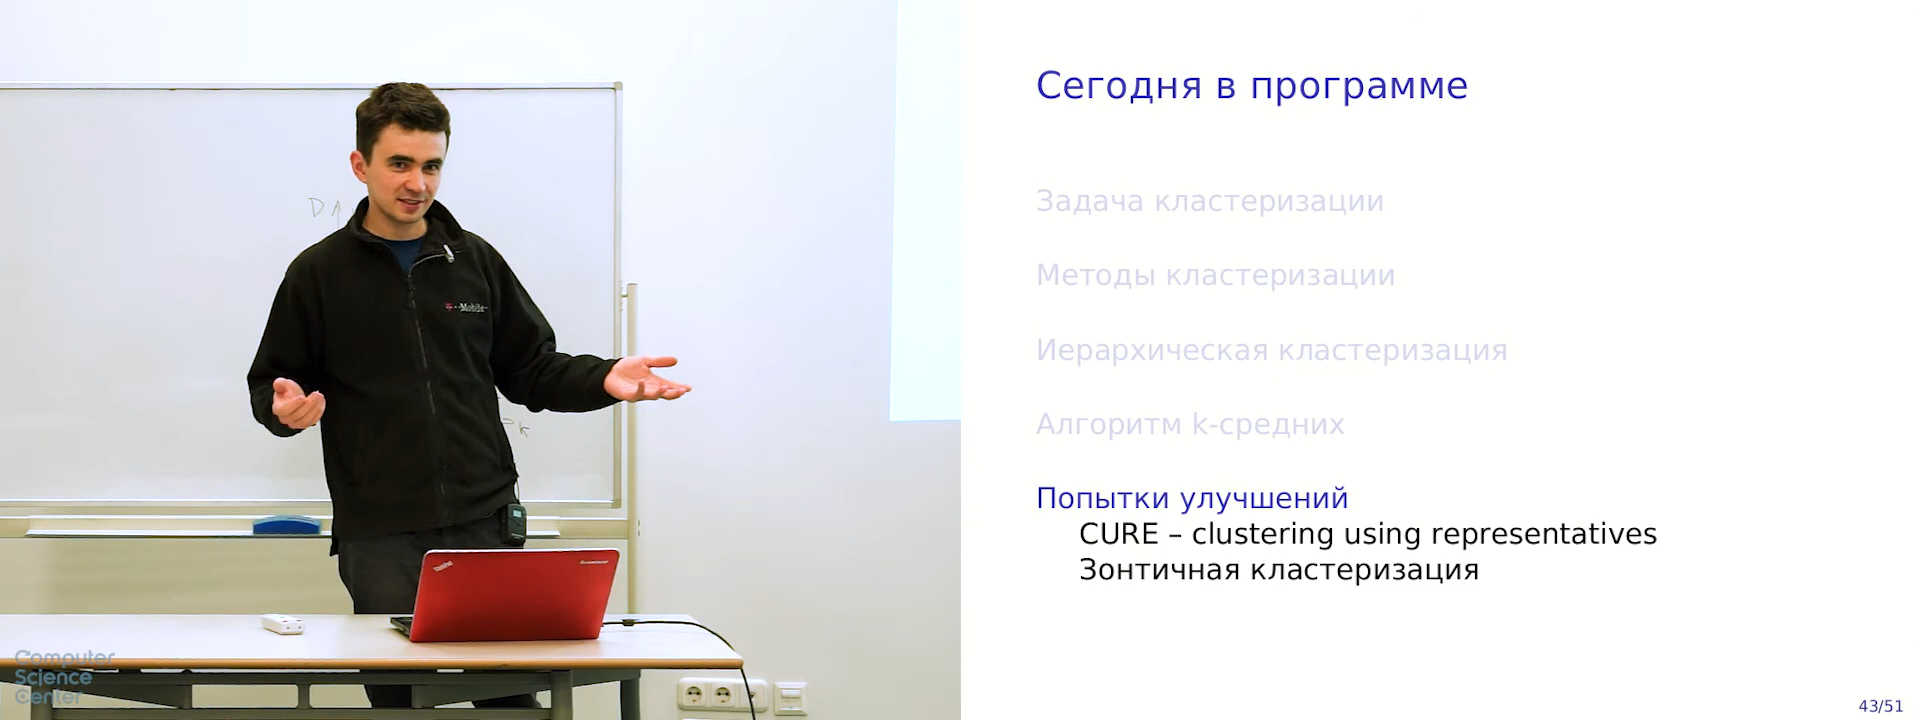 Сегодня в программе
Задача кластеризации
Методы кластеризации
Иерархическая кластеризация
Алгоритм k-средних
Попытки улучшений
CURE – clustering using representatives
Зонтичная кластеризация
43/51
Computer
Science
Center
ThinkPad
Mobile